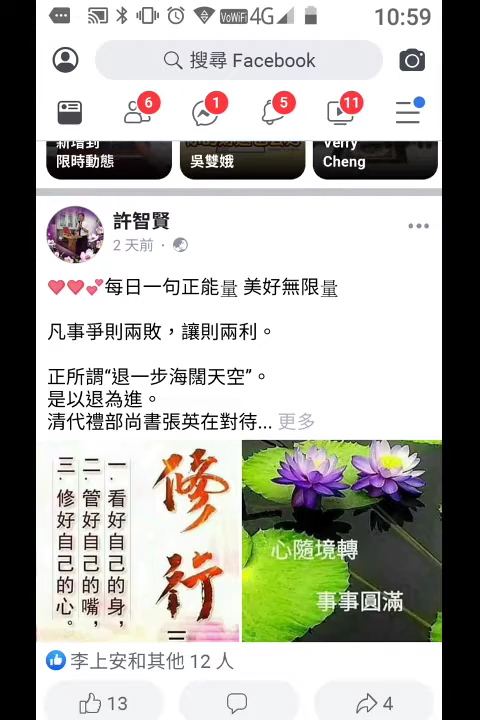 VoWiFi 4G 10:59
搜尋 Facebook
6 1 5 11
新增到
限時動態
吳雙娥
Verry
Cheng
許智賢
2 天前
每日一句正能量 美好無限量
凡事爭則兩敗，讓則兩利。
正所謂“退一步海闊天空”。
是以退為進。
清代禮部尚書張英在對待... 更多
修行
一．看好自己的身，
二．管好自己的嘴，
三．修好自己的心。
心隨境轉
事事圓滿
李上安和其他 12 人
13
4